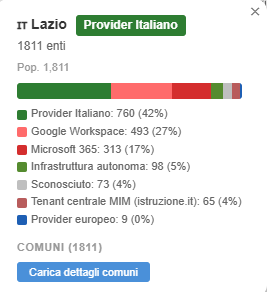 ×
IT Lazio Provider Italiano
1811 enti
Pop. 1,811
Provider Italiano: 760 (42%)
Google Workspace: 493 (27%)
Microsoft 365: 313 (17%)
Infrastruttura autonoma: 98 (5%)
Sconosciuto: 73 (4%)
Tenant centrale MIM (istruzione.it): 65 (4%)
Provider europeo: 9 (0%)
COMUNI (1811)
Carica dettagli comuni